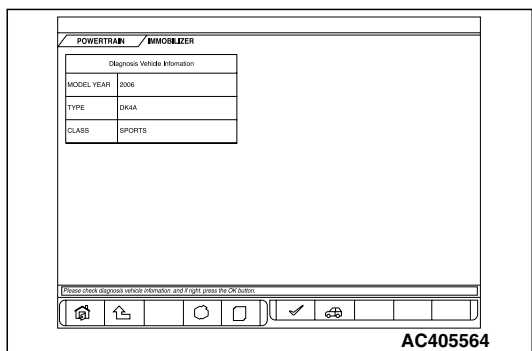 POWERTRAIN IMMOBILIZER
Diagnosis Vehicle Infomation
MODEL YEAR 2006
TYPE DK4A
CLASS SPORTS
Please check diagnosis vehicle infomation, and if right, press the OK button.
AC405564